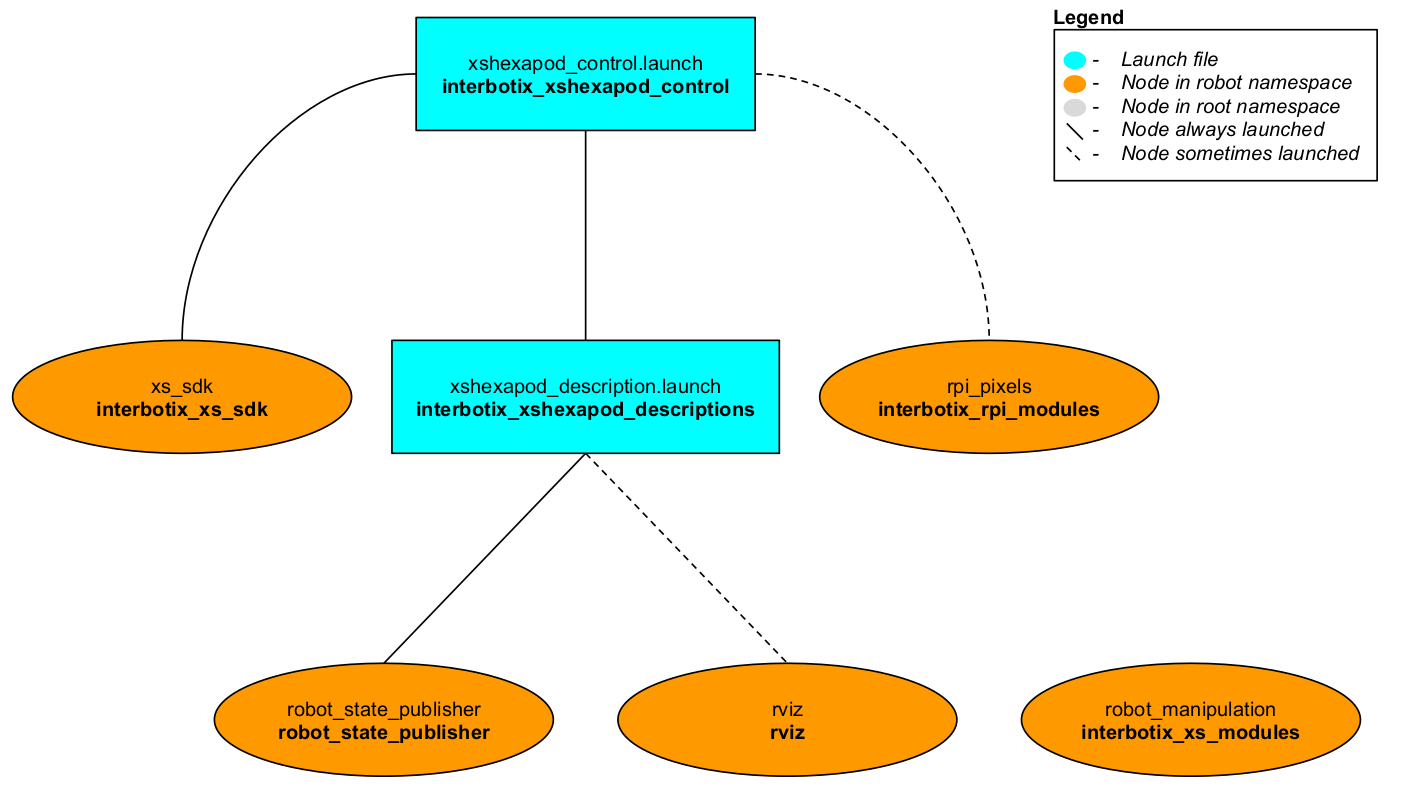 xshexapod_control.launch
interbotix_xshexapod_control
Legend
- Launch file
- Node in robot namespace
- Node in root namespace
- Node always launched
- Node sometimes launched
xs_sdk
interbotix_xs_sdk
xshexapod_description.launch
interbotix_xshexapod_descriptions
rpi_pixels
interbotix_rpi_modules
robot_state_publisher
robot_state_publisher
rviz
rviz
robot_manipulation
interbotix_xs_modules